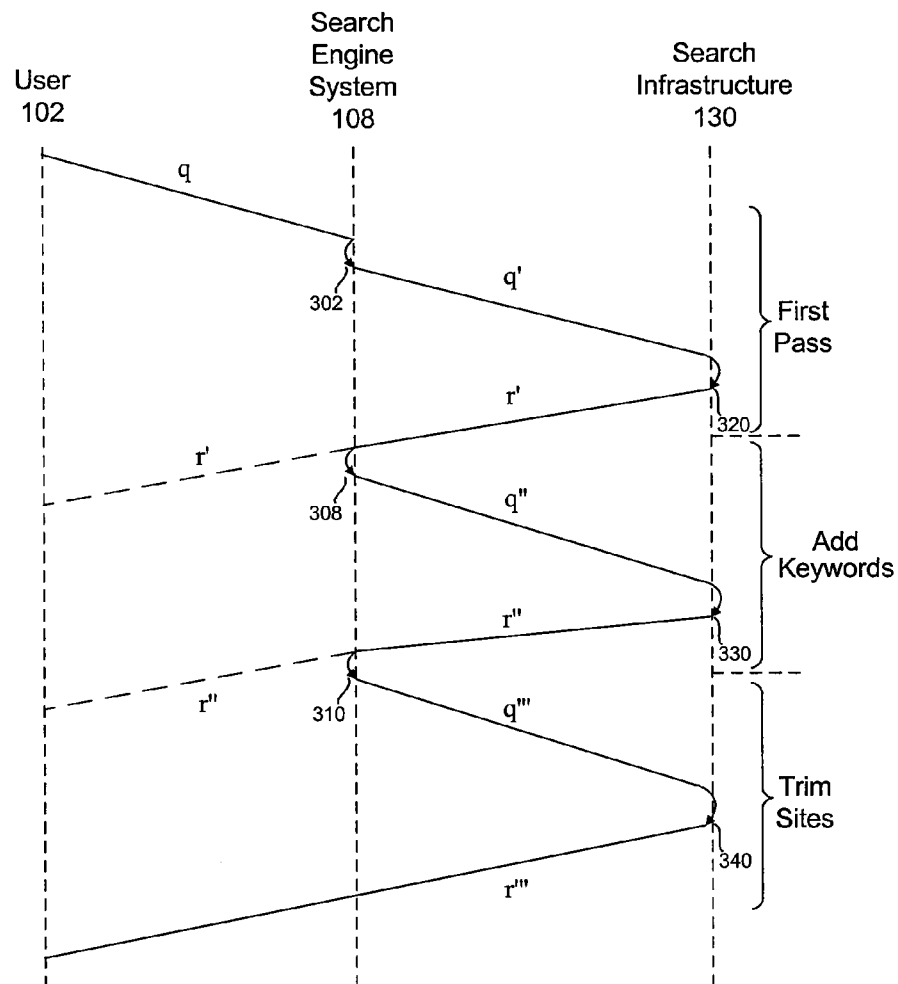 User
102
Search
Engine
System
108
Search
Infrastructure
130
q
302
q'
First
Pass
r'
320
r'
308
q"
Add
Keywords
r"
330
r"
310
q'"
Trim
Sites
340
r'"